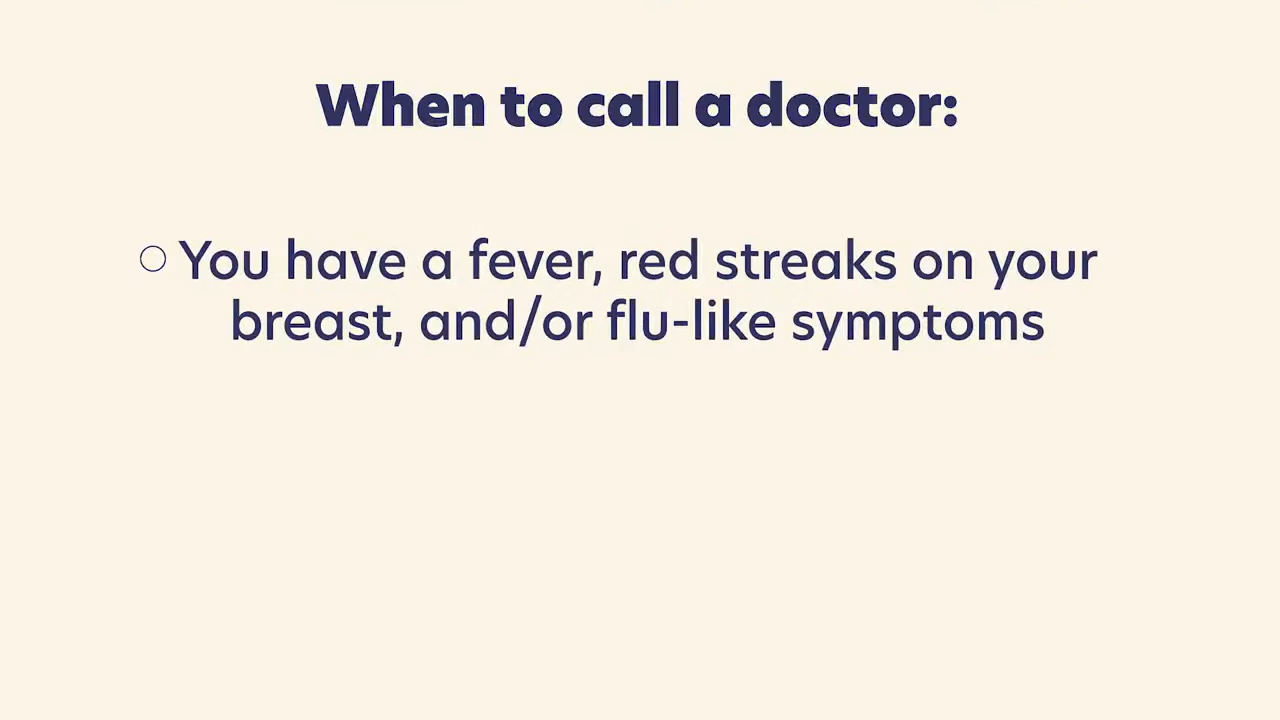 When to call a doctor:
○ You have a fever, red streaks on your
breast, and/or flu-like symptoms